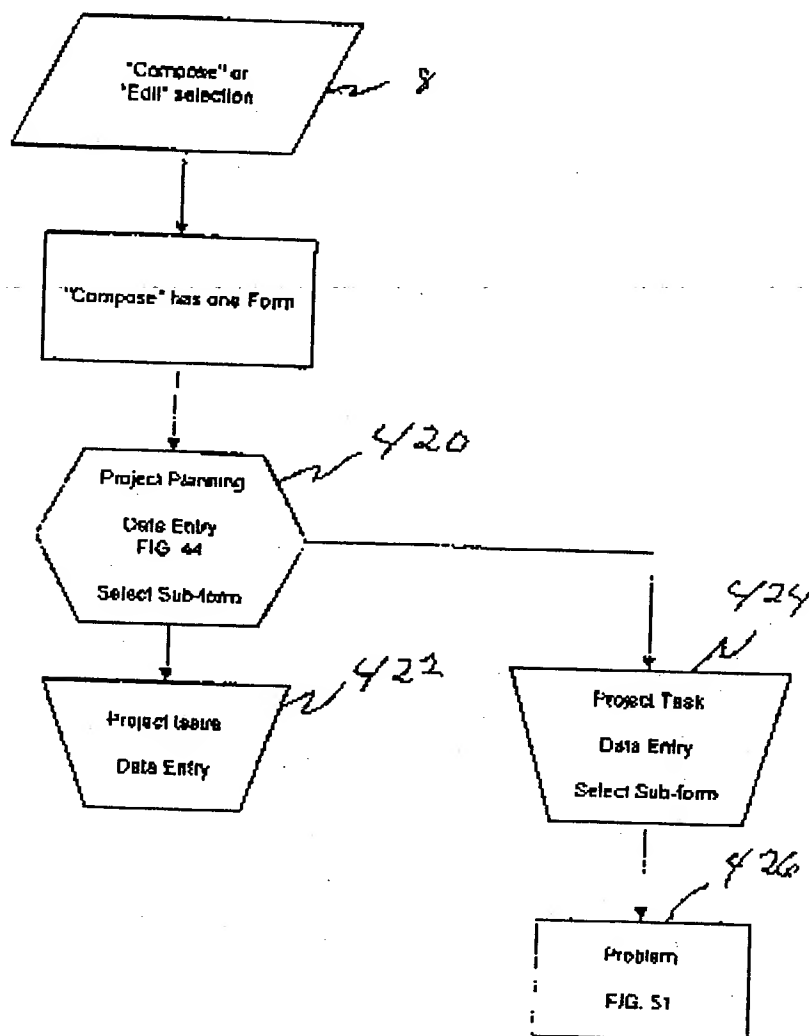 "Compose" or
"Edit" selection
8
"Compose" has one Form
420
Project Planning
Data Entry
FIG 44
Select Sub-form
424
422
Project Issue
Data Entry
Project Task
Data Entry
Select Sub-form
426
Problem
FIG. 51